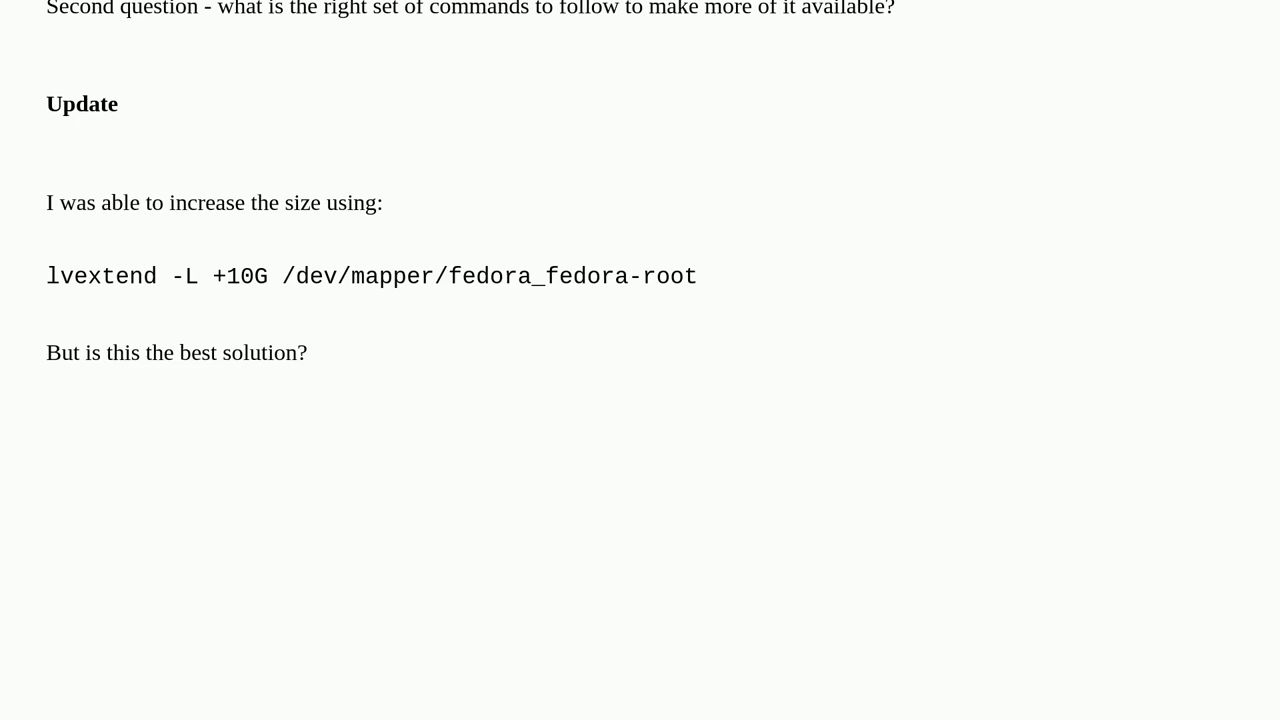 Second question - what is the right set of commands to follow to make more of it available?
Update
I was able to increase the size using:
lvextend -L +10G /dev/mapper/fedora_fedora-root
But is this the best solution?